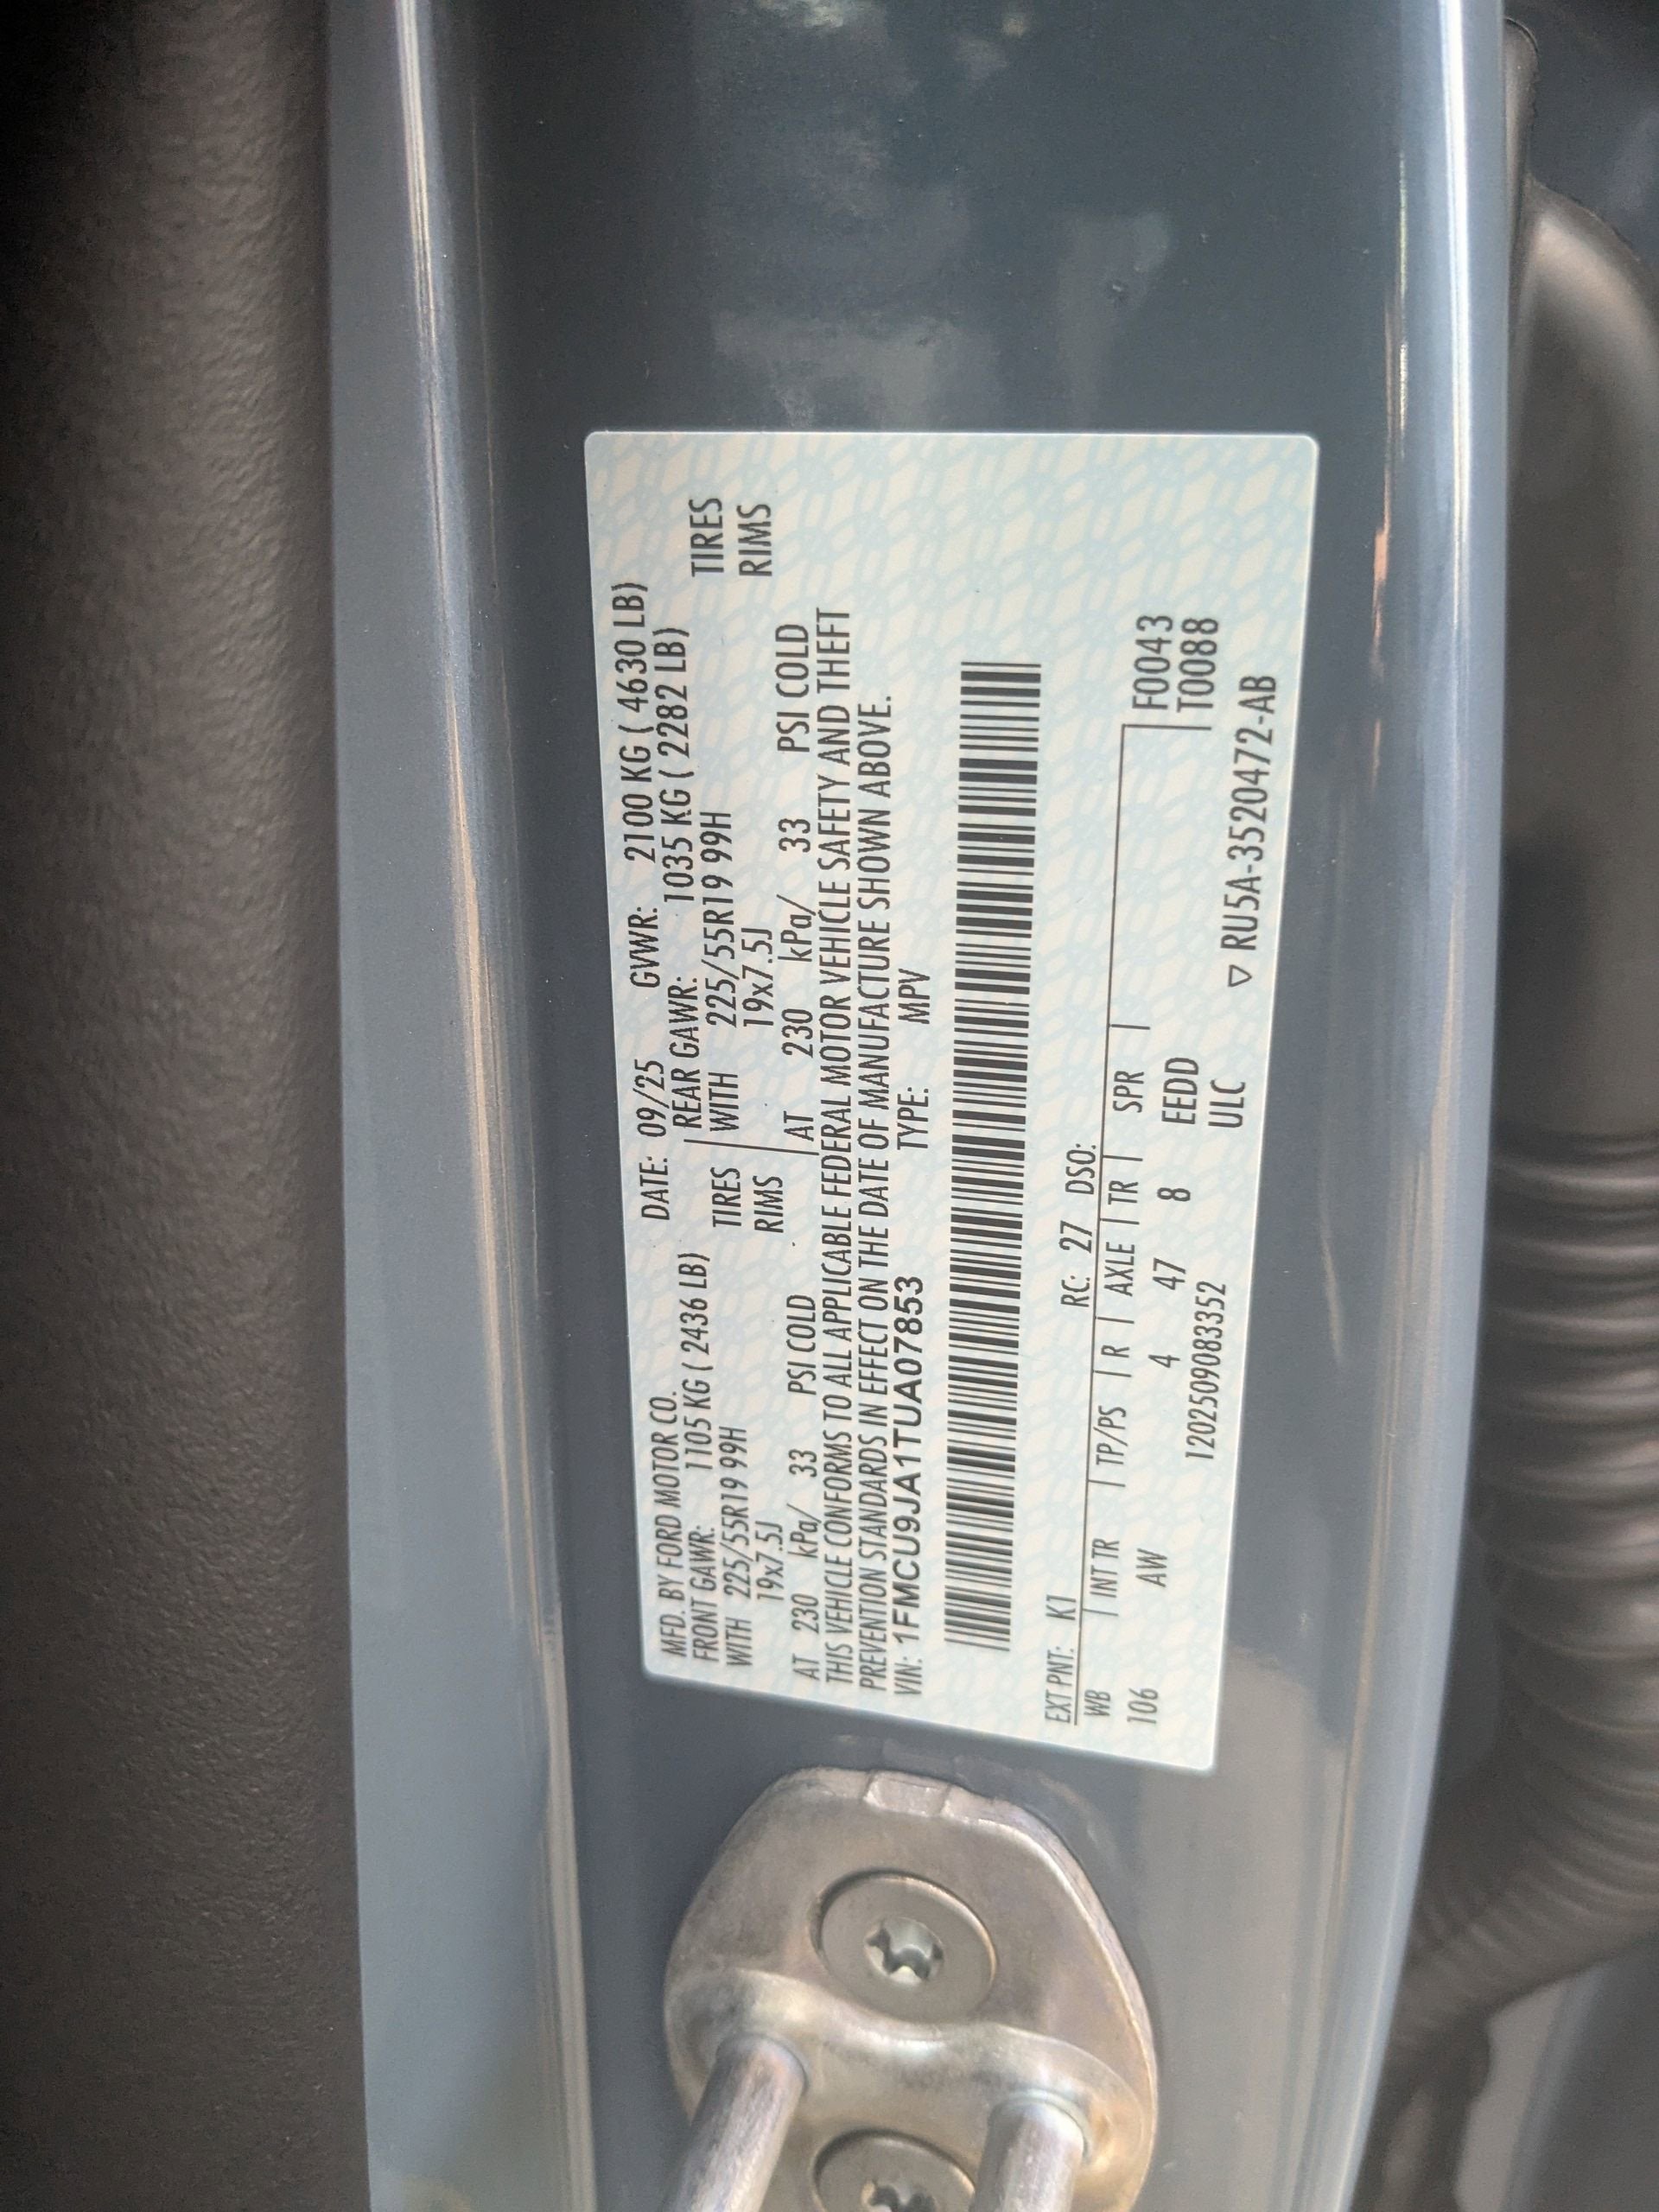 MFD. BY FORD MOTOR CO. DATE: 09/25 GVWR: 2100 KG ( 4630 LB)
FRONT GAWR: 1105 KG ( 2436 LB) REAR GAWR: 1035 KG ( 2282 LB)
WITH 225/55R19 99H TIRES WITH 225/55R19 99H TIRES
19x7.5J RIMS 19x7.5J RIMS
AT 230 kPa/ 33 PSI COLD AT 230 kPa/ 33 PSI COLD
THIS VEHICLE CONFORMS TO ALL APPLICABLE FEDERAL MOTOR VEHICLE SAFETY AND THEFT
PREVENTION STANDARDS IN EFFECT ON THE DATE OF MANUFACTURE SHOWN ABOVE.
VIN: 1FMCU9JA1TUA07853 TYPE: MPV
EXT PNT: K1 RC: 27 DSO:
WB | INT TR | TP/PS | R | AXLE | TR | SPR | F0043
106 AW 4 47 8 EEDD T0088
12025090833​52 ULC ▽ RU5A-3520472-AB